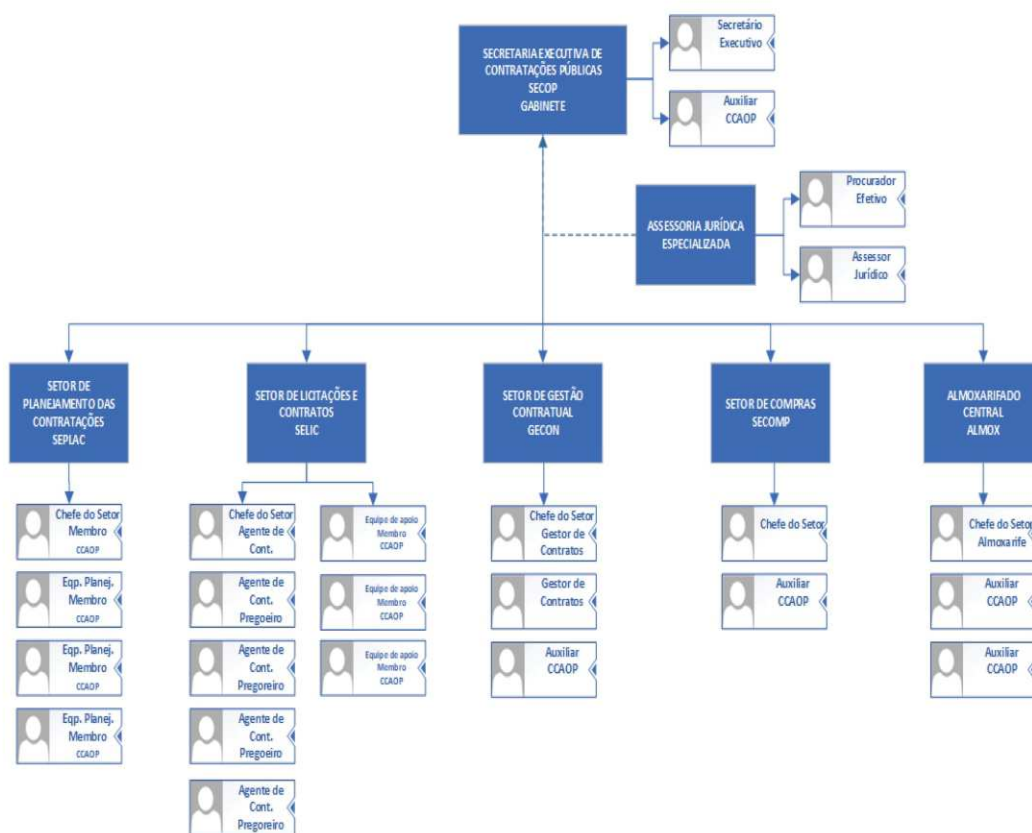 SECRETARIA EXECUTIVA DE
CONTRATAÇÕES PÚBLICAS
SECOP
GABINETE
Secretário
Executivo
Auxiliar
CCAOP
ASSESSORIA JURÍDICA
ESPECIALIZADA
Procurador
Efetivo
Assessor
Jurídico
SETOR DE
PLANEJAMENTO DAS
CONTRATAÇÕES
SEPLAC
Chefe do Setor
Membro
CCAOP
Eqp. Planej.
Membro
CCAOP
Eqp. Planej.
Membro
CCAOP
Eqp. Planej.
Membro
CCAOP
SETOR DE LICITAÇÕES E
CONTRATOS
SELIC
Chefe do Setor
Agente de
Cont.
Agente de
Cont.
Pregoeiro
Agente de
Cont.
Pregoreiro
Agente de
Cont.
Pregoeiro
Agente de
Cont.
Pregoreiro
Equipe de apoio
Membro
CCAOP
Equipe de apoio
Membro
CCAOP
Equipe de apoio
Membro
CCAOP
SETOR DE GESTÃO
CONTRATUAL
GECON
Chefe do Setor
Gestor de
Contratos
Gestor de
Contratos
Auxiliar
CCAOP
SETOR DE COMPRAS
SECOMP
Chefe do Setor
Auxiliar
CCAOP
ALMOXARIFADO
CENTRAL
ALMOX
Chefe do Setor
Almoxarife
Auxiliar
CCAOP
Auxiliar
CCAOP